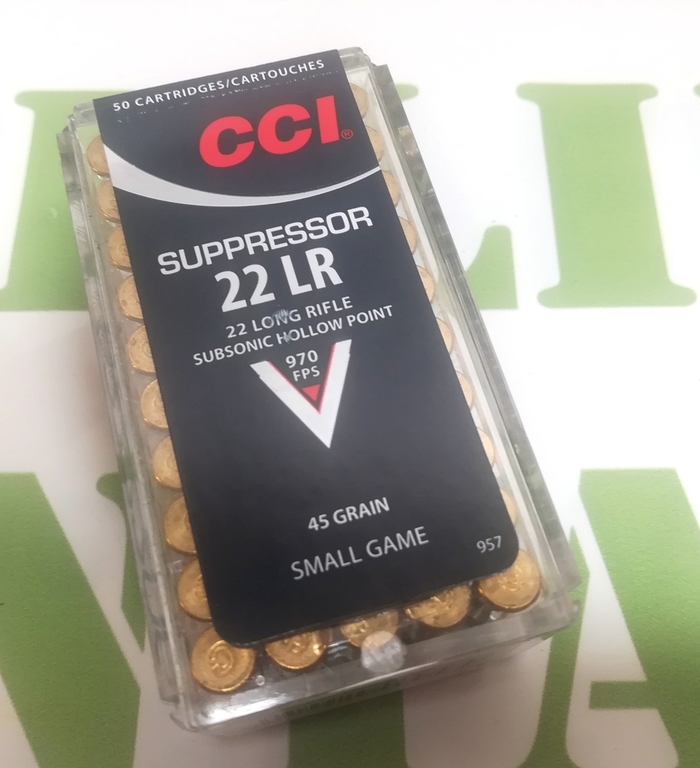 50 CARTRIDGES/CARTOUCHES
CCI®
SUPPRESSOR
22 LR
22 LONG RIFLE
SUBSONIC HOLLOW POINT
970
FPS
45 GRAIN
SMALL GAME
957